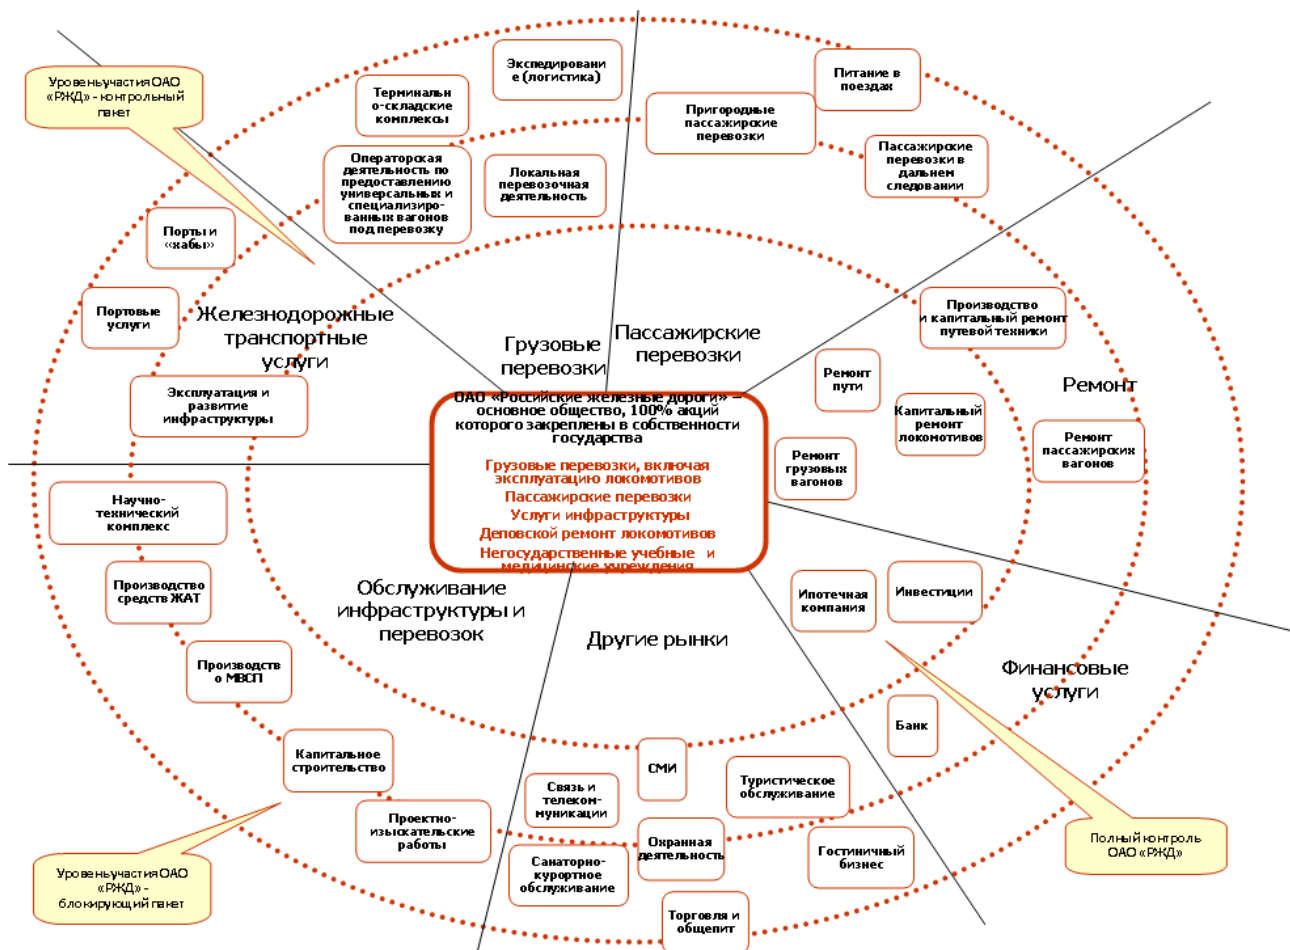 Экспедировани
е (логистика)
Питание в
поездах
Уровень участия ОАО
«РЖД» - контрольный
пакет
Терминальн
о-складские
комплексы
Пригородные
пассажирские
перевозки
Операторская
деятельность по
предоставлению
универсальных и
специализиро-
ванных вагонов
под перевозку
Локальная
перевозочная
деятельность
Пассажирские
перевозки в
дальнем
следовании
Порты и
«хабы»
Портовые
услуги
Железнодорожные
транспортные
услуги
Грузовые
перевозки
Пассажирские
перевозки
Производство
и капитальный ремонт
путевой техники
Ремонт
пути
Ремонт
Эксплуатация и
развитие
инфраструктуры
Капитальный
ремонт
локомотивов
Ремонт
пассажирских
вагонов
Ремонт
грузовых
вагонов
ОАО «Российские железные дороги» –
основное общество, 100% акций
которого закреплены в собственности
государства
Грузовые перевозки, включая
эксплуатацию локомотивов
Пассажирские перевозки
Услуги инфраструктуры
Деповской ремонт локомотивов
Негосударственные учебные и
медицинские учреждения
Научно-
технический
комплекс
Производство
средств ЖАТ
Обслуживание
инфраструктуры и
перевозок
Другие рынки
Ипотечная
компания
Инвестиции
Производств
о МВСП
Финансовые
услуги
Банк
Капитальное
строительство
СМИ
Связь и
телеком-
муникации
Туристическое
обслуживание
Проектно-
изыскательские
работы
Охранная
деятельность
Гостиничный
бизнес
Полный контроль
ОАО «РЖД»
Санаторно-
курортное
обслуживание
Уровень участия ОАО
«РЖД» -
блокирующий пакет
Торговля и
общепит